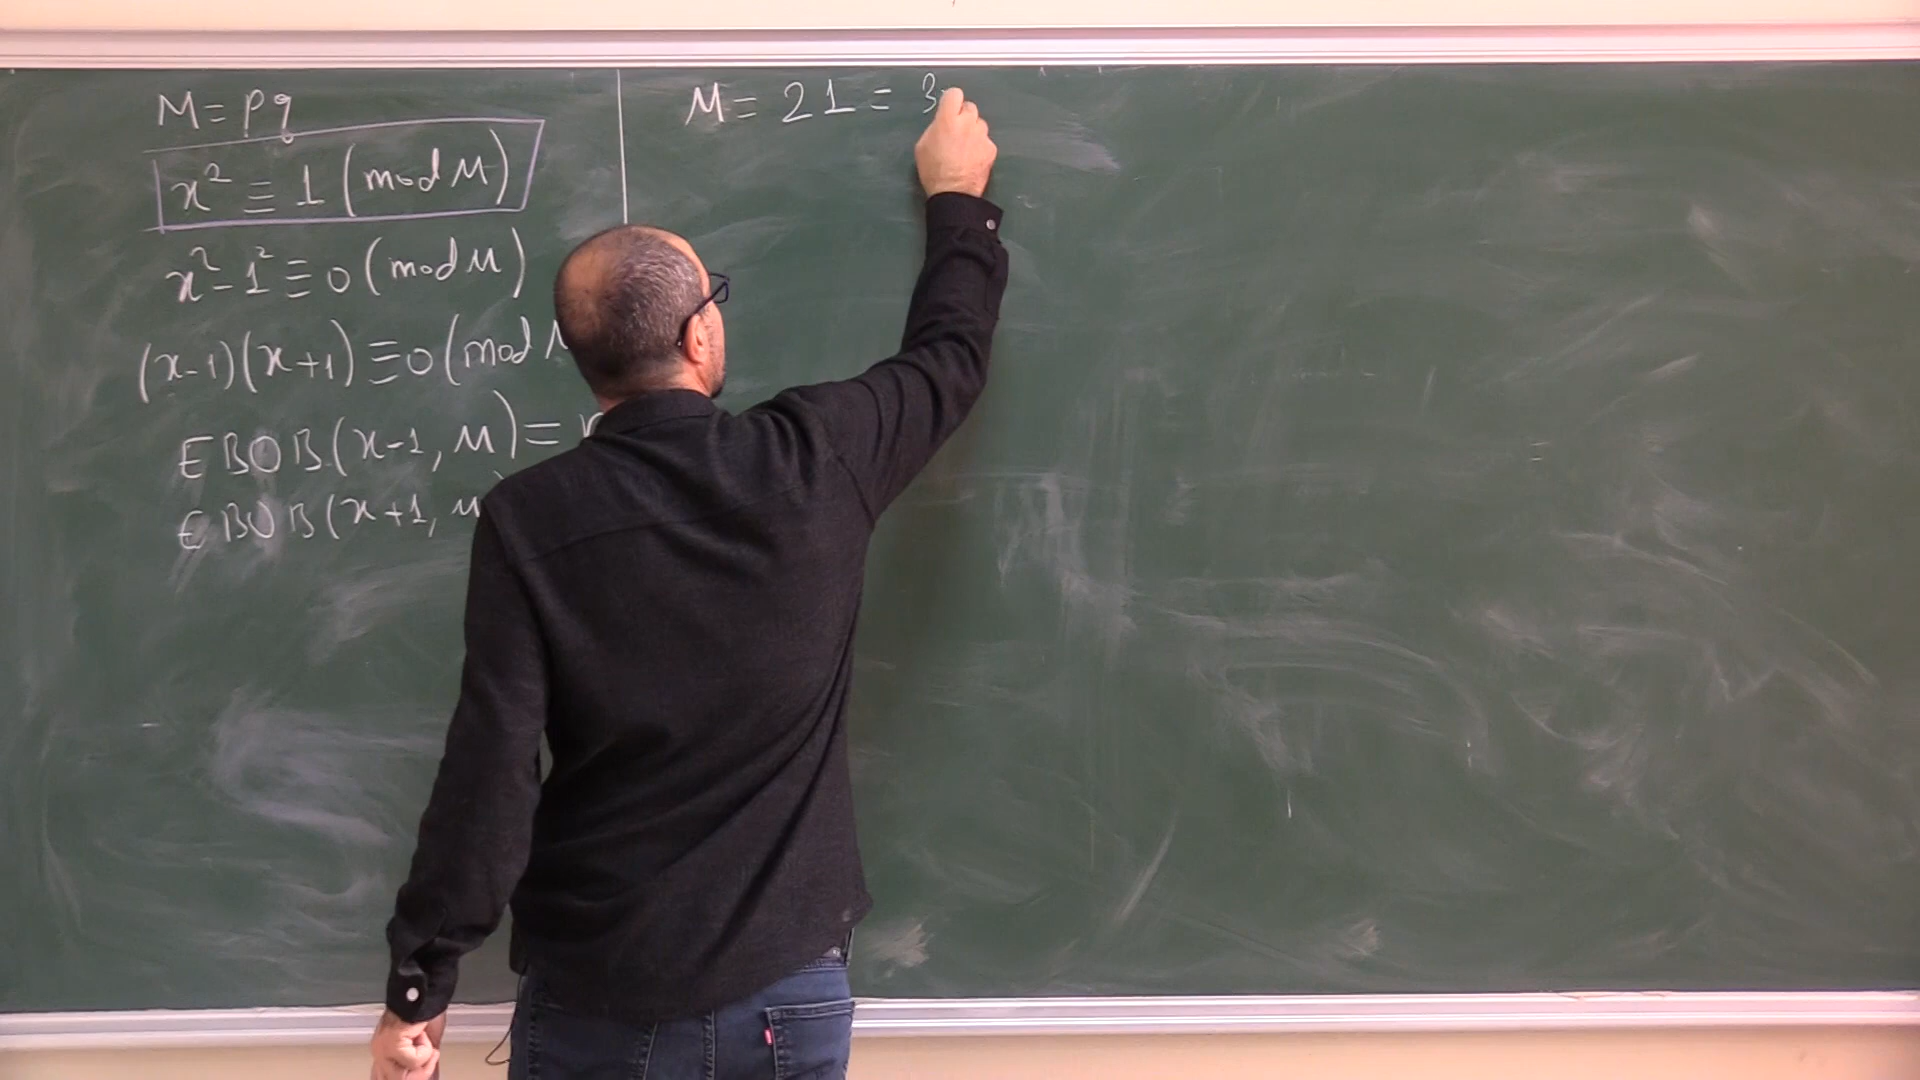 M = pq
x² ≡ 1 (mod M)
x² - 1² ≡ 0 (mod M)
(x-1)(x+1) ≡ 0 (mod
EBOB(x-1, M) =
EBOB(x+1, M
M = 21 = 3